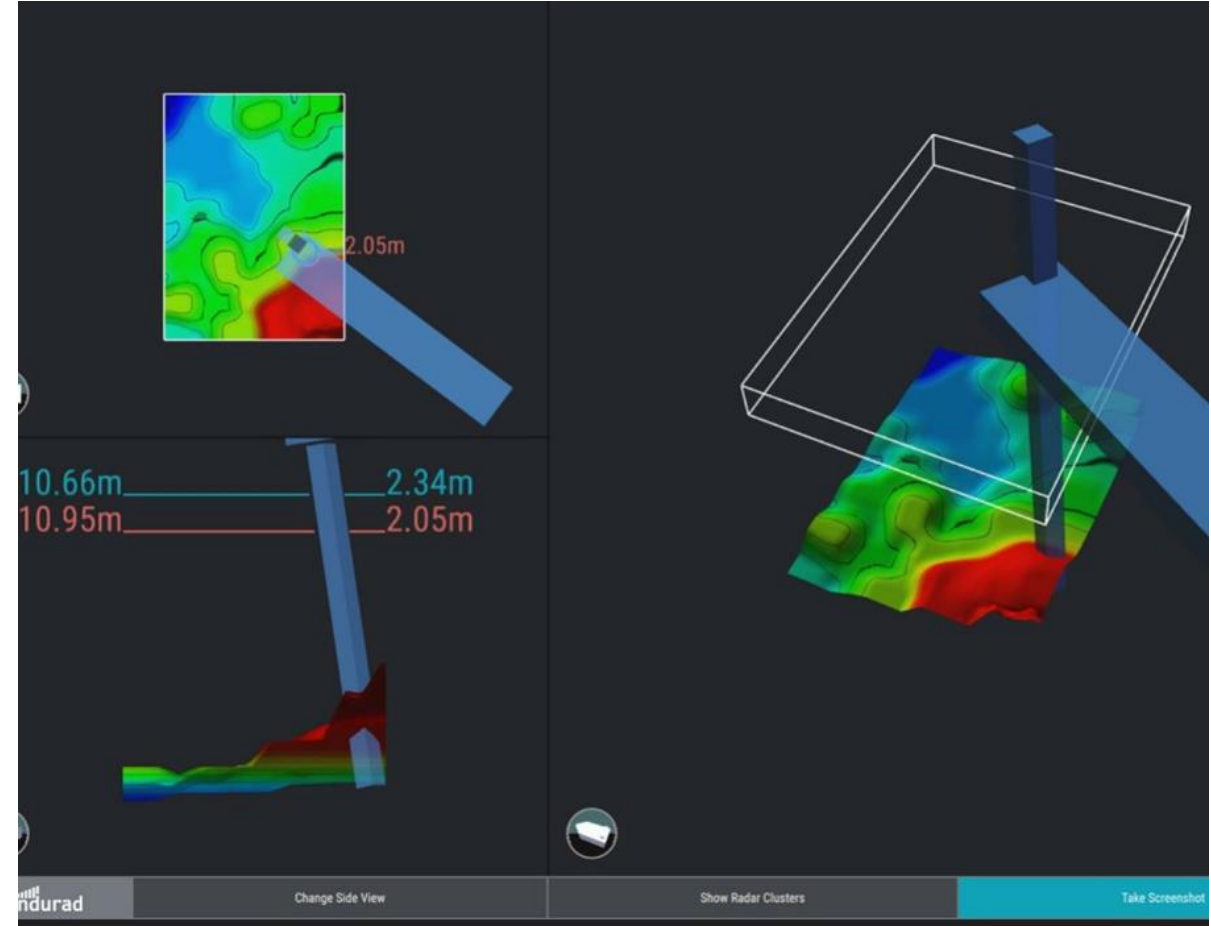 2.05m
10.66m 2.34m
10.95m 2.05m
ndurad
Change Side View
Show Radar Clusters
Take Screenshot